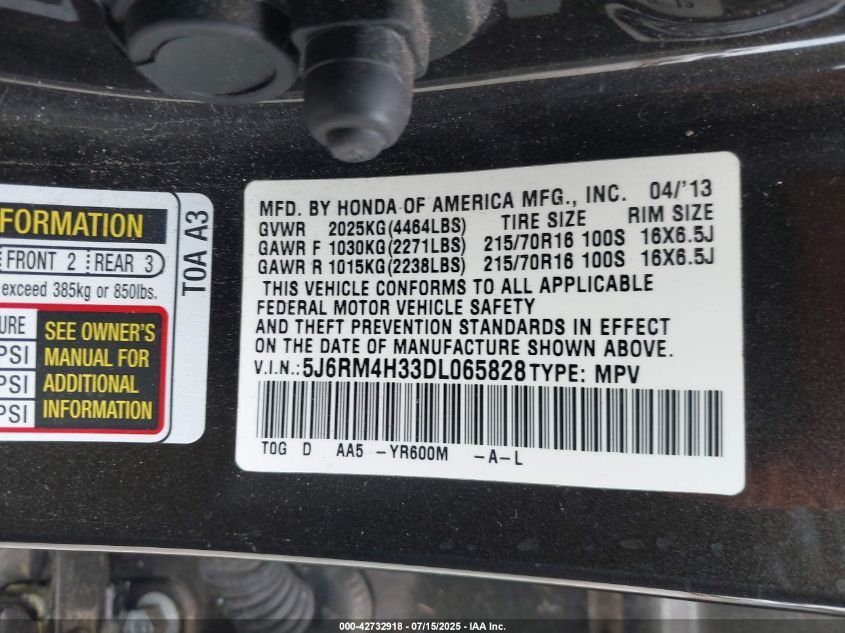 FORMATION
FRONT 2 REAR 3
exceed 385kg or 850lbs.
URE
PSI
PSI
PSI
SEE OWNER'S
MANUAL FOR
ADDITIONAL
INFORMATION
T0A A3
MFD. BY HONDA OF AMERICA MFG., INC. 04/'13
GVWR 2025KG(4464LBS) TIRE SIZE RIM SIZE
GAWR F 1030KG(2271LBS) 215/70R16 100S 16X6.5J
GAWR R 1015KG(2238LBS) 215/70R16 100S 16X6.5J
THIS VEHICLE CONFORMS TO ALL APPLICABLE
FEDERAL MOTOR VEHICLE SAFETY
AND THEFT PREVENTION STANDARDS IN EFFECT
ON THE DATE OF MANUFACTURE SHOWN ABOVE.
V.I.N.: 5J6RM4H33DL065828 TYPE: MPV
T0G D AA5 -YR600M -A-L
000-42732918 - 07/15/2025 - IAA Inc.